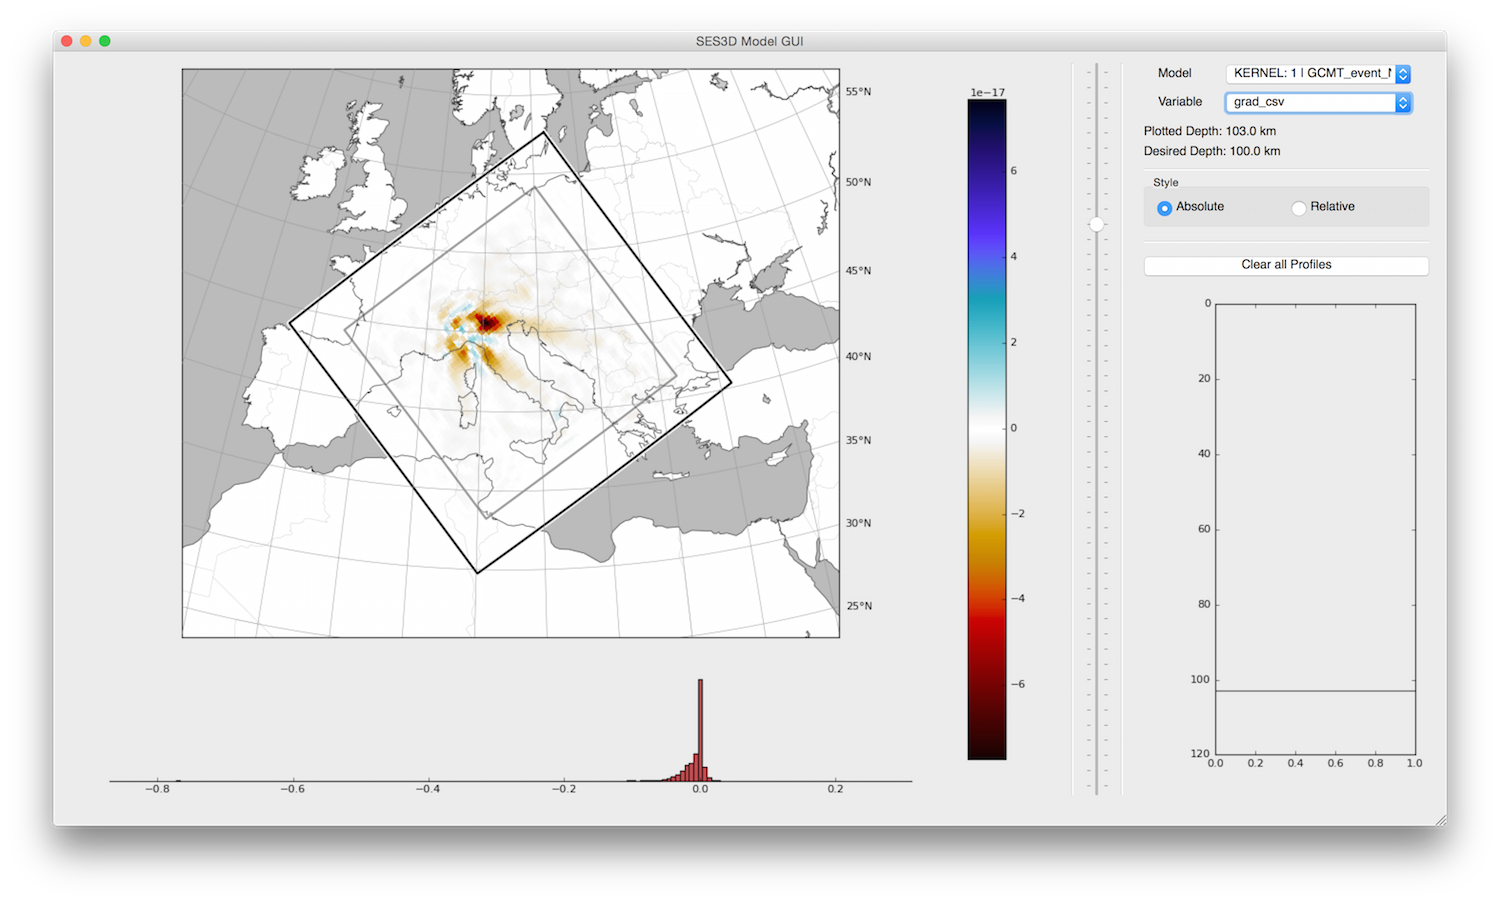 SES3D Model GUI
Model
KERNEL: 1 | GCMT_event_
Variable
grad_csv
Plotted Depth: 103.0 km
Desired Depth: 100.0 km
Style
Absolute
Relative
Clear all Profiles
55°N
50°N
45°N
40°N
35°N
30°N
25°N
1e−17
6
4
2
0
−2
−4
−6
0
20
40
60
80
100
120
0.0 0.2 0.4 0.6 0.8 1.0
−0.8 −0.6 −0.4 −0.2 0.0 0.2